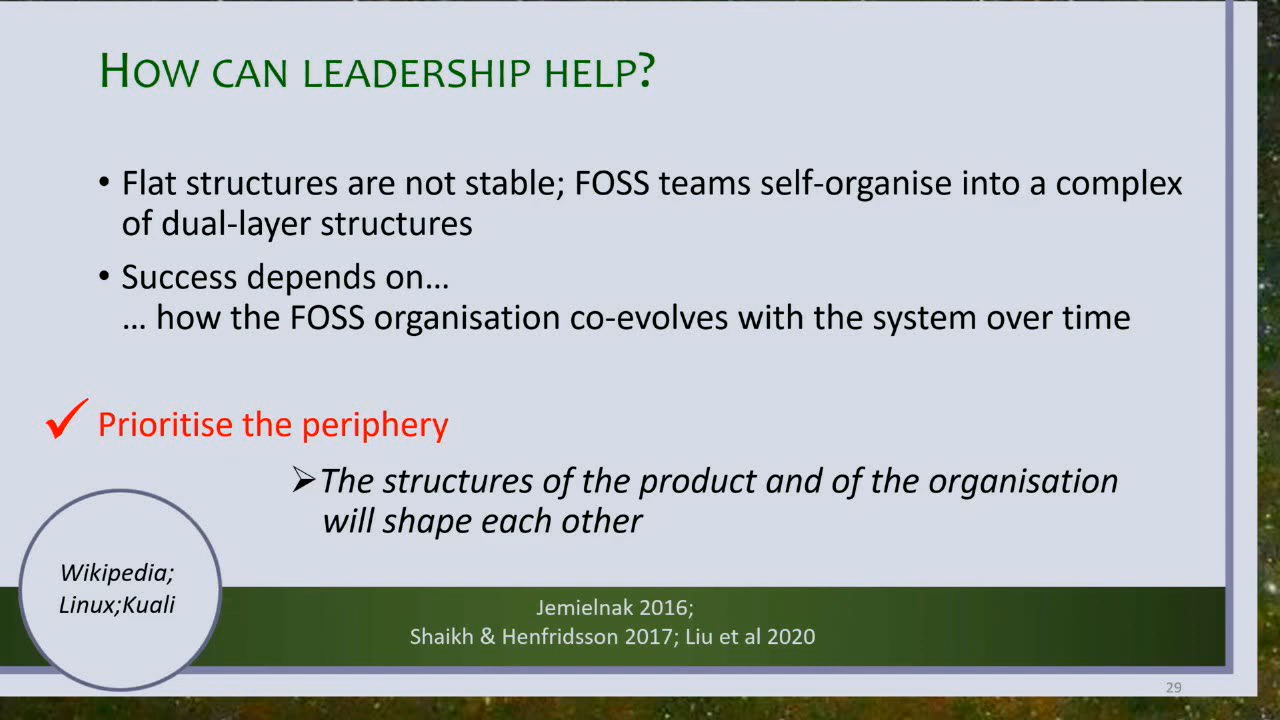 HOW CAN LEADERSHIP HELP?
• Flat structures are not stable; FOSS teams self-organise into a complex
of dual-layer structures
• Success depends on…
… how the FOSS organisation co-evolves with the system over time
✓ Prioritise the periphery
➢ The structures of the product and of the organisation
will shape each other
Wikipedia;
Linux;Kuali
Jemielnak 2016;
Shaikh & Henfridsson 2017; Liu et al 2020
29